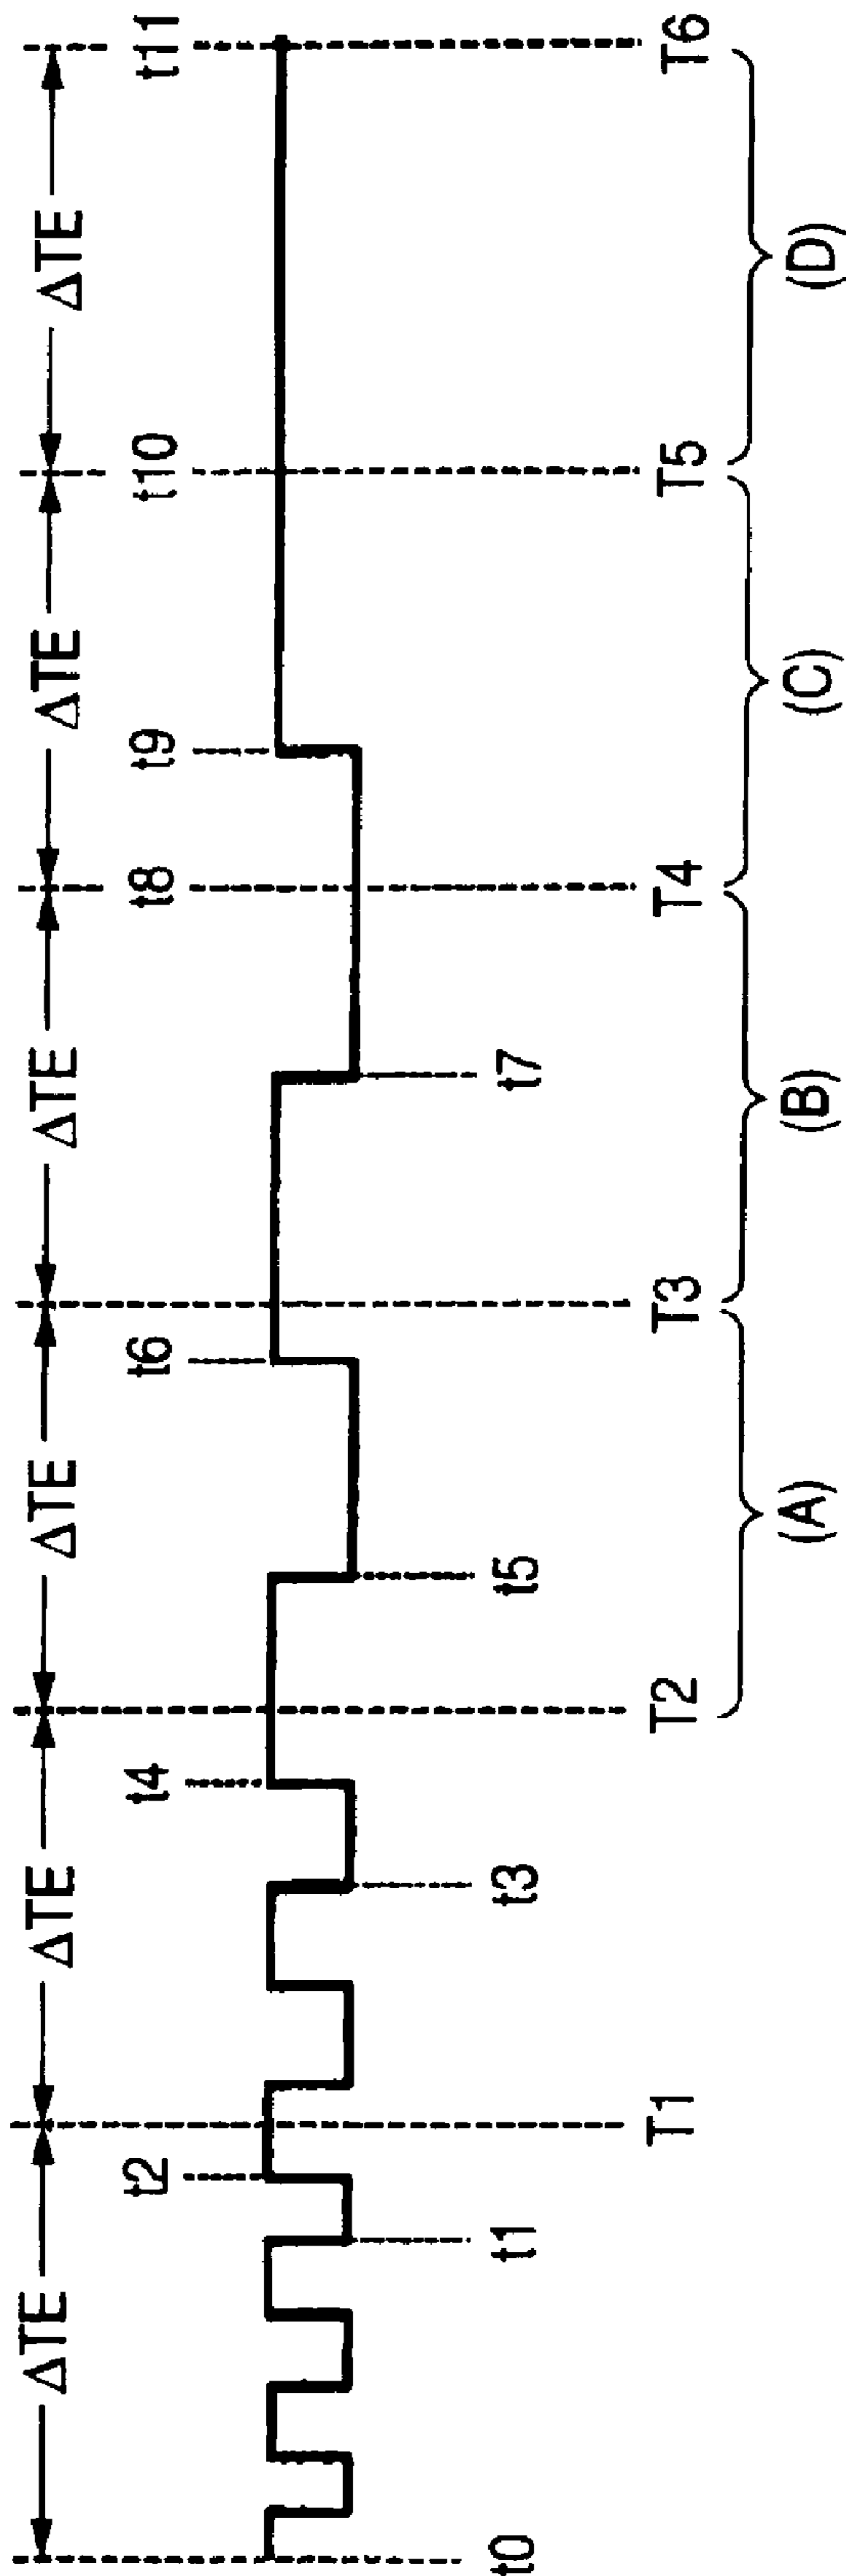 ΔTE ΔTE ΔTE ΔTE ΔTE ΔTE
t2 t4 t6 t8 t9 t10 t11
t0 t1 t3 t5 t7
T1 T2 T3 T4 T5 T6
(A) (B) (C) (D)